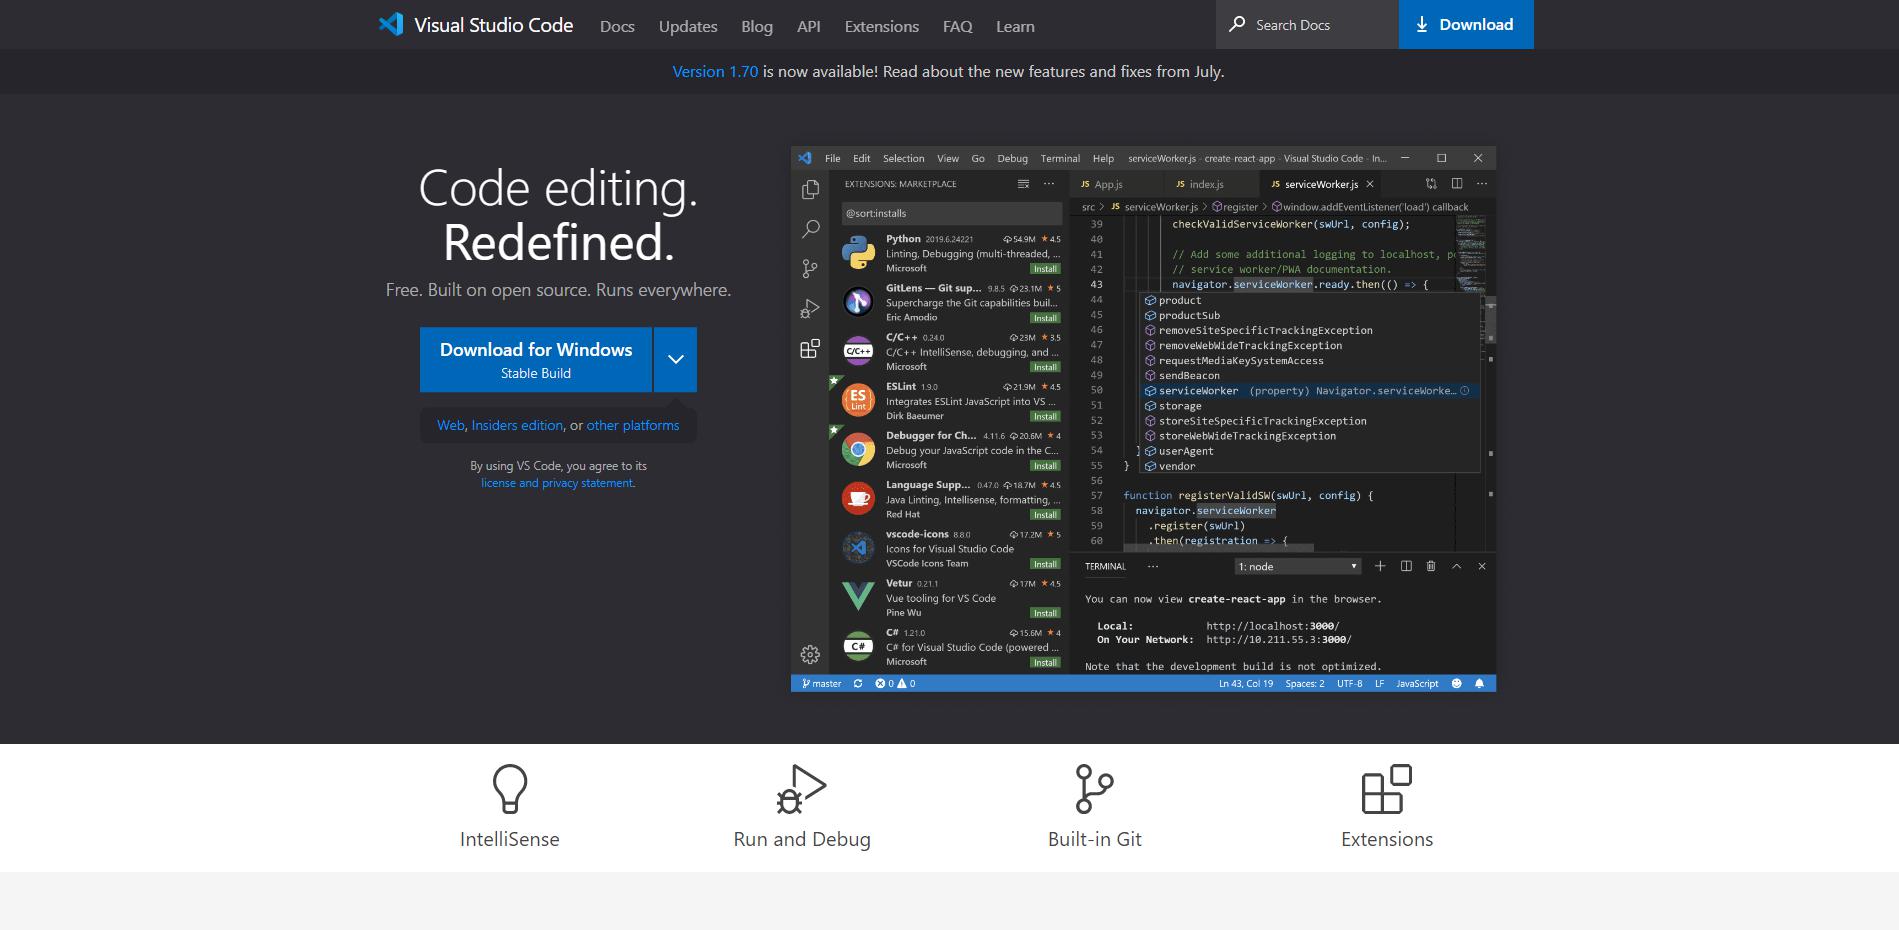 Visual Studio Code Docs Updates Blog API Extensions FAQ Learn Search Docs Download
Version 1.70 is now available! Read about the new features and fixes from July.
Code editing.
Redefined.
Free. Built on open source. Runs everywhere.
Download for Windows
Stable Build
Web, Insiders edition, or other platforms
By using VS Code, you agree to its
license and privacy statement.
File Edit Selection View Go Debug Terminal Help serviceWorker.js - create-react-app - Visual Studio Code - In...
EXTENSIONS: MARKETPLACE
@sort:installs
Python 2019.6.24221 54.9M 4.5
Linting, Debugging (multi-threaded, ...
Microsoft Install
GitLens — Git sup... 9.8.5 23.1M 5
Supercharge the Git capabilities buil...
Eric Amodio Install
C/C++ C/C++ 0.24.0 23M 3.5
C/C++ IntelliSense, debugging, and ...
Microsoft Install
ES
Lint
ESLint 1.9.0 21.9M 4.5
Integrates ESLint JavaScript into VS ...
Dirk Baeumer Install
Debugger for Ch... 4.11.6 20.6M 4
Debug your JavaScript code in the C...
Microsoft Install
Language Supp... 0.47.0 18.7M 4.5
Java Linting, Intellisense, formatting, ...
Red Hat Install
vscode-icons 8.8.0 17.2M 5
Icons for Visual Studio Code
VSCode Icons Team Install
Vetur 0.21.1 17M 4.5
Vue tooling for VS Code
Pine Wu Install
C# C# 1.21.0 15.6M 4
C# for Visual Studio Code (powered ...
Microsoft Install
JS App.js JS index.js JS serviceWorker.js
src > JS serviceWorker.js > register > window.addEventListener('load') callback
39 checkValidServiceWorker(swUrl, config);
40
41 // Add some additional logging to localhost, po
42 // service worker/PWA documentation.
43 navigator.serviceWorker.ready.then(() => {
44 product
45 productSub
46 removeSiteSpecificTrackingException
47 removeWebWideTrackingException
48 requestMediaKeySystemAccess
49 sendBeacon
50 serviceWorker (property) Navigator.serviceWorke...
51 storage
52 storeSiteSpecificTrackingException
53 storeWebWideTrackingException
54 } userAgent
55 } vendor
56
57 function registerValidSW(swUrl, config) {
58 navigator.serviceWorker
59 .register(swUrl)
60 .then(registration => {
TERMINAL ... 1: node
You can now view create-react-app in the browser.
Local: http://localhost:3000/
On Your Network: http://10.211.55.3:3000/
Note that the development build is not optimized.
master 0 0 Ln 43, Col 19 Spaces: 2 UTF-8 LF JavaScript
IntelliSense Run and Debug Built-in Git Extensions